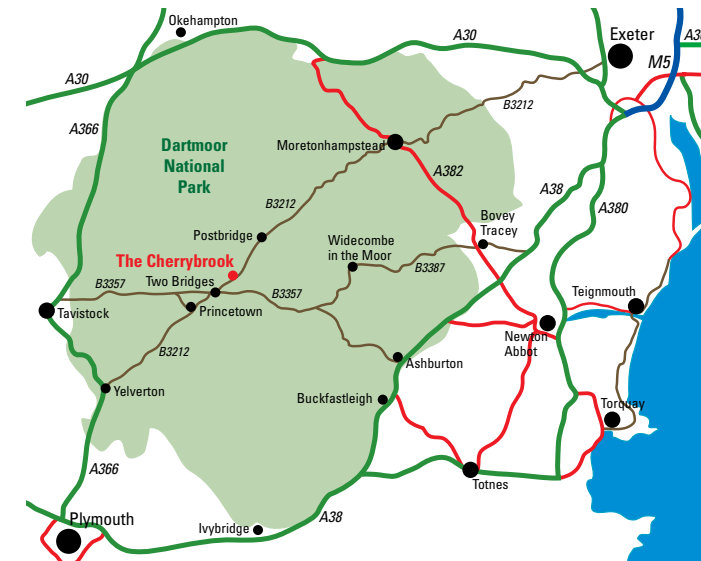 Okehampton
A30
Exeter
A30
M5
A30
B3212
A366
Dartmoor
National
Park
Moretonhampstead
A382
A38
B3212
A380
Bovey
Tracey
Postbridge
Widecombe
in the Moor
The Cherrybrook
B3387
Two Bridges
B3357
B3357
Teignmouth
Tavistock
Princetown
Newton
Abbot
B3212
Ashburton
Yelverton
Buckfastleigh
Torquay
A366
Totnes
Plymouth
Ivybridge
A38